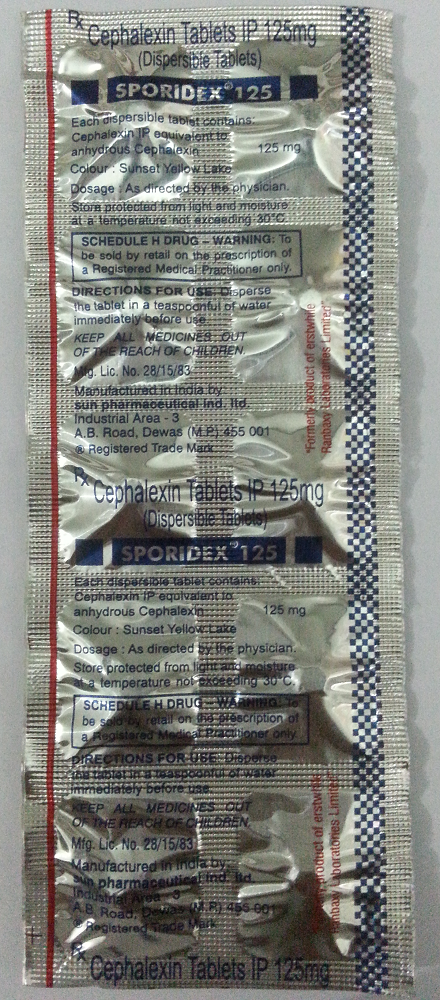 Rx
Cephalexin Tablets IP 125mg
(Dispersible Tablets)
SPORIDEX® 125
Each dispersible tablet contains:
Cephalexin IP equivalent to
anhydrous Cephalexin 125 mg
Colour : Sunset Yellow Lake
Dosage : As directed by the physician.
Store protected from light and moisture
at a temperature not exceeding 30°C.
SCHEDULE H DRUG – WARNING: To
be sold by retail on the prescription of
a Registered Medical Practitioner only.
DIRECTIONS FOR USE: Disperse
the tablet in a teaspoonful of water
immediately before use.
KEEP ALL MEDICINES OUT
OF THE REACH OF CHILDREN.
Mfg. Lic. No. 28/15/83
Manufactured in India by:
sun pharmaceutical ind. ltd.
Industrial Area - 3
A.B. Road, Dewas (M.P.) 455 001
® Registered Trade Mark
"Formerly product of erstwhile
Ranbaxy Laboratories Limited"
Rx
Cephalexin Tablets IP 125mg
(Dispersible Tablets)
SPORIDEX® 125
Each dispersible tablet contains:
Cephalexin IP equivalent to
anhydrous Cephalexin 125 mg
Colour : Sunset Yellow Lake
Dosage : As directed by the physician.
Store protected from light and moisture
at a temperature not exceeding 30°C.
SCHEDULE H DRUG – WARNING: To
be sold by retail on the prescription of
a Registered Medical Practitioner only.
DIRECTIONS FOR USE: Disperse
the tablet in a teaspoonful of water
immediately before use.
KEEP ALL MEDICINES OUT
OF THE REACH OF CHILDREN.
Mfg. Lic. No. 28/15/83
Manufactured in India by:
sun pharmaceutical ind. ltd.
Industrial Area - 3
A.B. Road, Dewas (M.P.) 455 001
® Registered Trade Mark
product of erstwhile
Ranbaxy Laboratories Limited"
Rx
Cephalexin Tablets IP 125mg